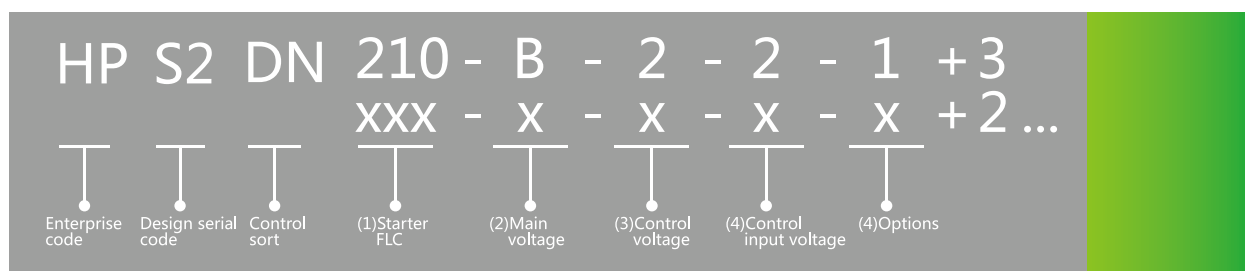 HP S2 DN 210 - B - 2 - 2 - 1 + 3
xxx - x - x - x - x + 2 ...
Enterprise code
Design serial code
Control sort
(1)Starter FLC
(2)Main voltage
(3)Control voltage
(4)Control input voltage
(4)Options